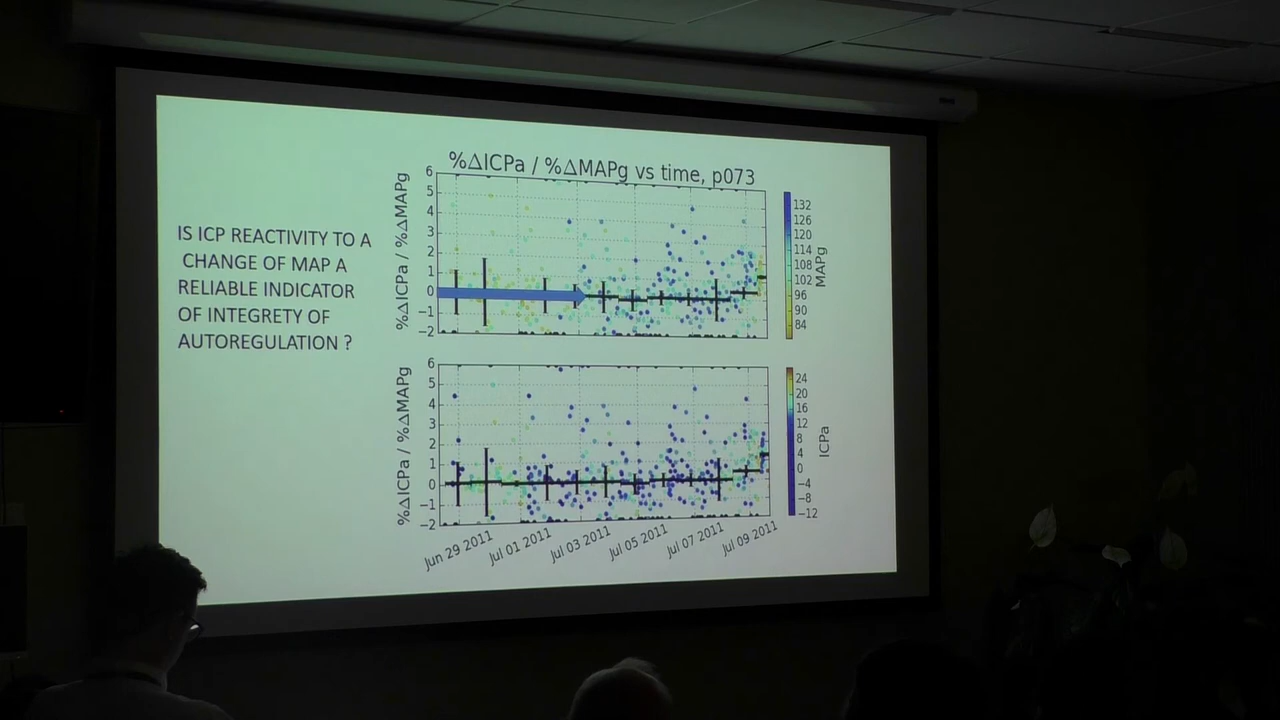 IS ICP REACTIVITY TO A
CHANGE OF MAP A
RELIABLE INDICATOR
OF INTEGRETY OF
AUTOREGULATION ?
%ΔICPa / %ΔMAPg vs time, p073
%ΔICPa / %ΔMAPg
6
5
4
3
2
1
0
−1
−2
132
126
120
114
108
102
96
90
84
MAPg
%ΔICPa / %ΔMAPg
6
5
4
3
2
1
0
−1
−2
Jun 29 2011
Jul 01 2011
Jul 03 2011
Jul 05 2011
Jul 07 2011
Jul 09 2011
24
20
16
12
8
4
0
−4
−8
−12
ICPa